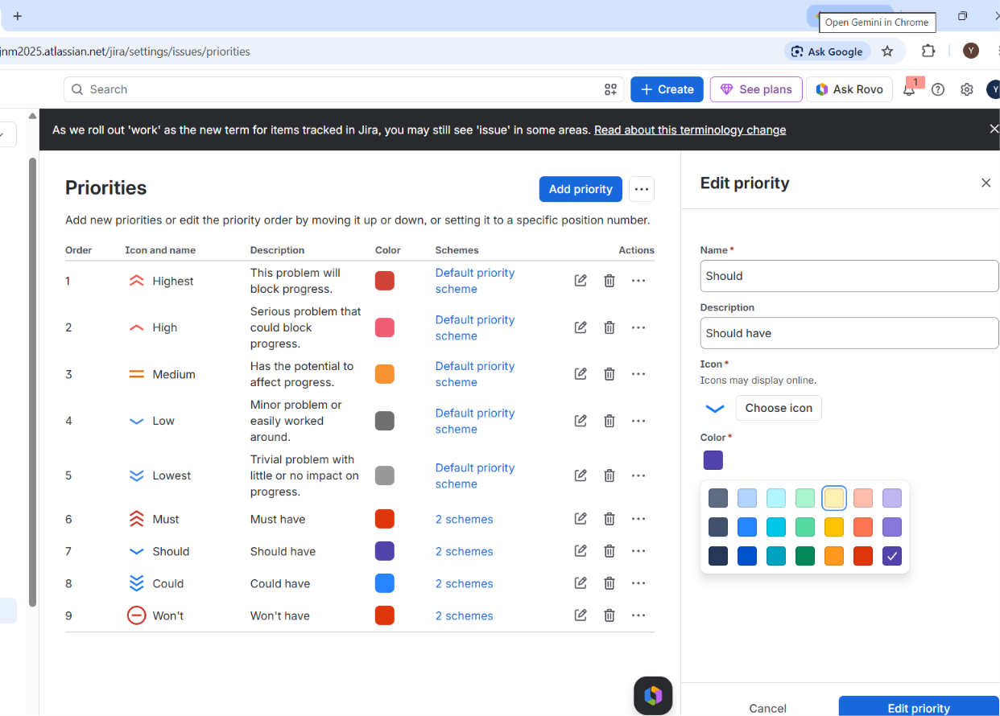 Open Gemini in Chrome
jnm2025.atlassian.net/jira/settings/issues/priorities
Ask Google
Y
Search
Create
See plans
Ask Rovo
1
Y
As we roll out 'work' as the new term for items tracked in Jira, you may still see 'issue' in some areas. Read about this terminology change
Priorities
Add priority
Add new priorities or edit the priority order by moving it up or down, or setting it to a specific position number.
Order Icon and name Description Color Schemes Actions
1 Highest This problem will block progress. Default priority scheme
2 High Serious problem that could block progress. Default priority scheme
3 Medium Has the potential to affect progress. Default priority scheme
4 Low Minor problem or easily worked around. Default priority scheme
5 Lowest Trivial problem with little or no impact on progress. Default priority scheme
6 Must Must have 2 schemes
7 Should Should have 2 schemes
8 Could Could have 2 schemes
9 Won't Won't have 2 schemes
Edit priority
Name *
Should
Description
Should have
Icon *
Icons may display online.
Choose icon
Color *
Cancel
Edit priority